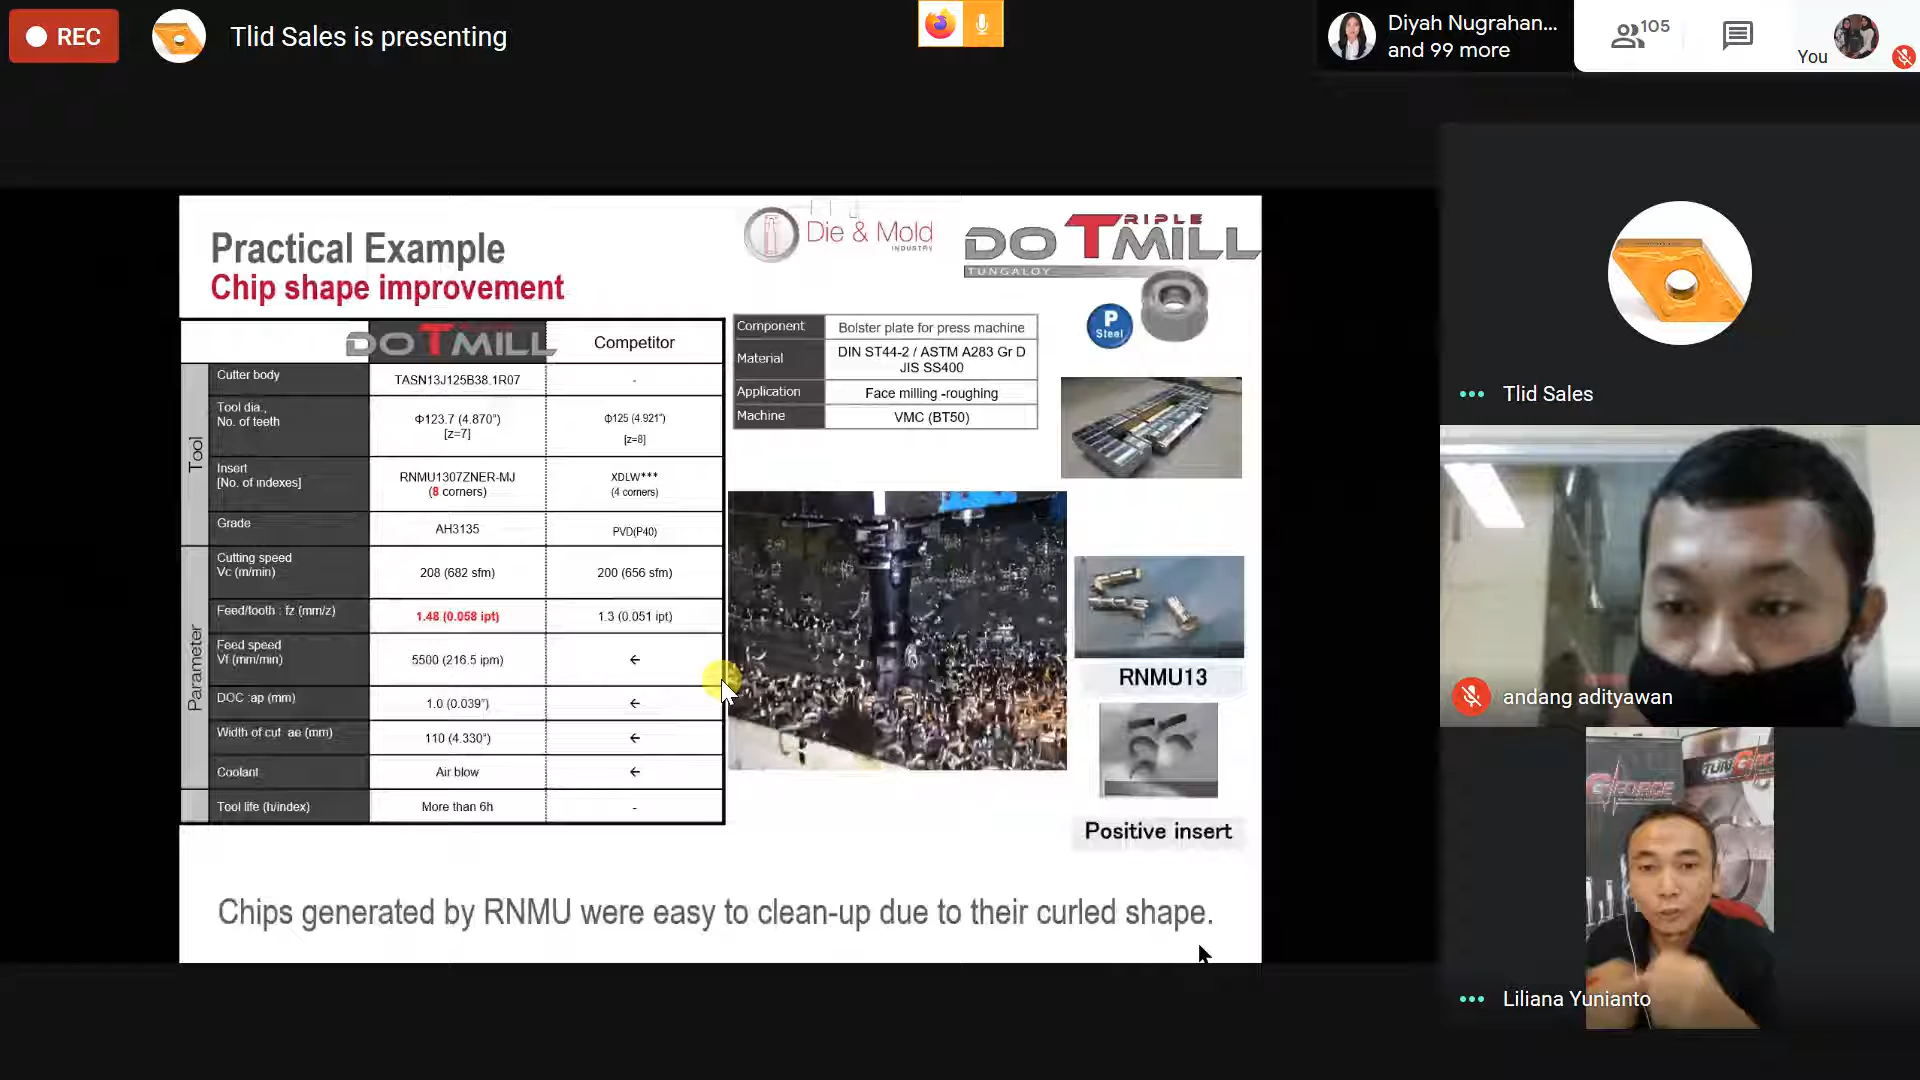 REC
Tlid Sales is presenting
Diyah Nugrahan...
and 99 more
105
You
Practical Example
Chip shape improvement
Die & Mold
INDUSTRY
DO TRIPLE MILL
TUNGALOY
DO T MILL
Competitor
Tool
Cutter body
TASN13J125B38.1R07
-
Tool dia.,
No. of teeth
Φ123.7 (4.870")
[z=7]
Φ125 (4.921")
[z=8]
Insert
[No. of indexes]
RNMU1307ZNER-MJ
(8 corners)
XDLW***
(4 corners)
Grade
AH3135
PVD(P40)
Parameter
Cutting speed
Vc (m/min)
208 (682 sfm)
200 (656 sfm)
Feed/tooth : fz (mm/z)
1.48 (0.058 ipt)
1.3 (0.051 ipt)
Feed speed
Vf (mm/min)
5500 (216.5 ipm)
←
DOC :ap (mm)
1.0 (0.039")
←
Width of cut ae (mm)
110 (4.330")
←
Coolant
Air blow
←
Tool life (h/index)
More than 6h
-
Component
Bolster plate for press machine
Material
DIN ST44-2 / ASTM A283 Gr D
JIS SS400
Application
Face milling -roughing
Machine
VMC (BT50)
P
Steel
RNMU13
Positive insert
Chips generated by RNMU were easy to clean-up due to their curled shape.
Tlid Sales
andang adityawan
Liliana Yunianto